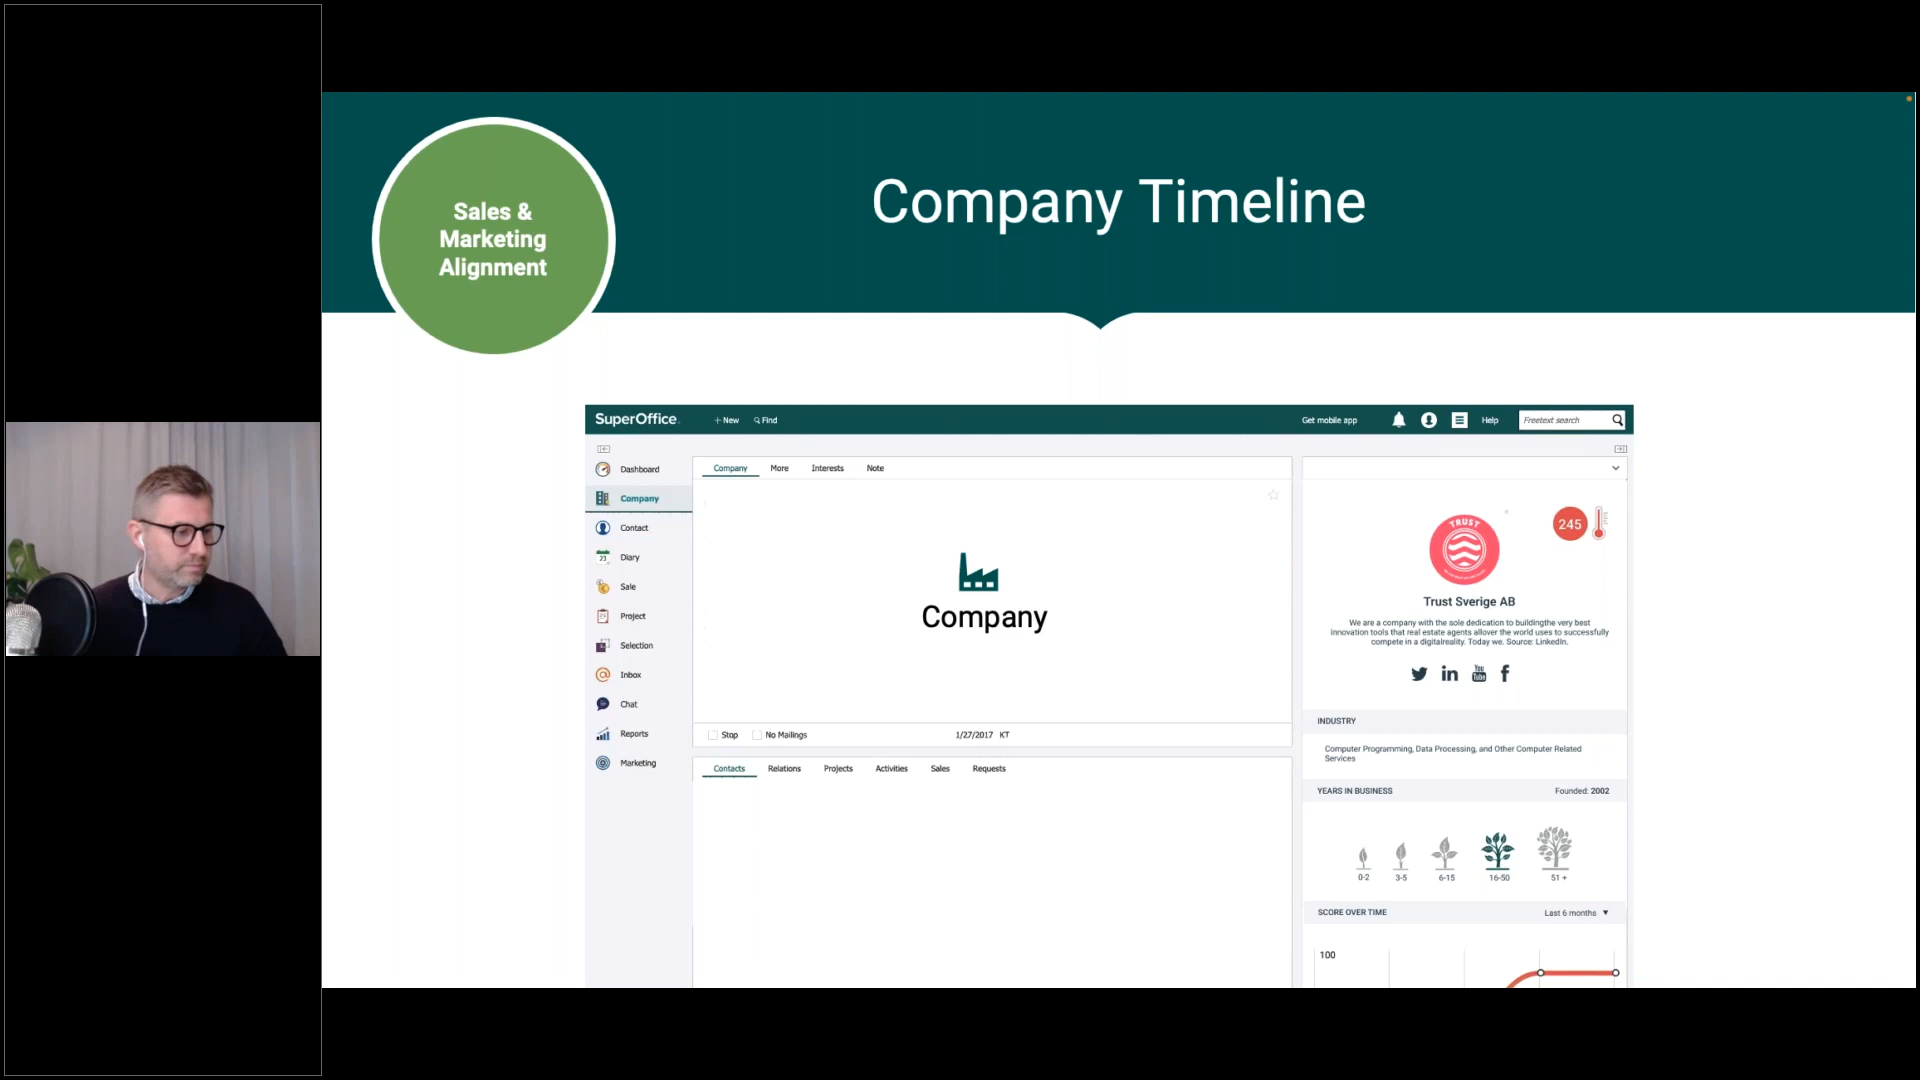 Sales &
Marketing
Alignment
Company Timeline
SuperOffice
+ New
Find
Get mobile app
Help
Freetext search
Dashboard
Company
Contact
23
Diary
Sale
Project
Selection
Inbox
Chat
Reports
Marketing
Company
More
Interests
Note
Company
Stop
No Mailings
1/27/2017
KT
Contacts
Relations
Projects
Activities
Sales
Requests
TRUST
245
Trust Sverige AB
We are a company with the sole dedication to buildingthe very best
innovation tools that real estate agents allover the world uses to successfully
compete in a digitalreality. Today we. Source: LinkedIn.
You
Tube
INDUSTRY
Computer Programming, Data Processing, and Other Computer Related
Services
YEARS IN BUSINESS
Founded: 2002
0-2
3-5
6-15
16-50
51 +
SCORE OVER TIME
Last 6 months
100